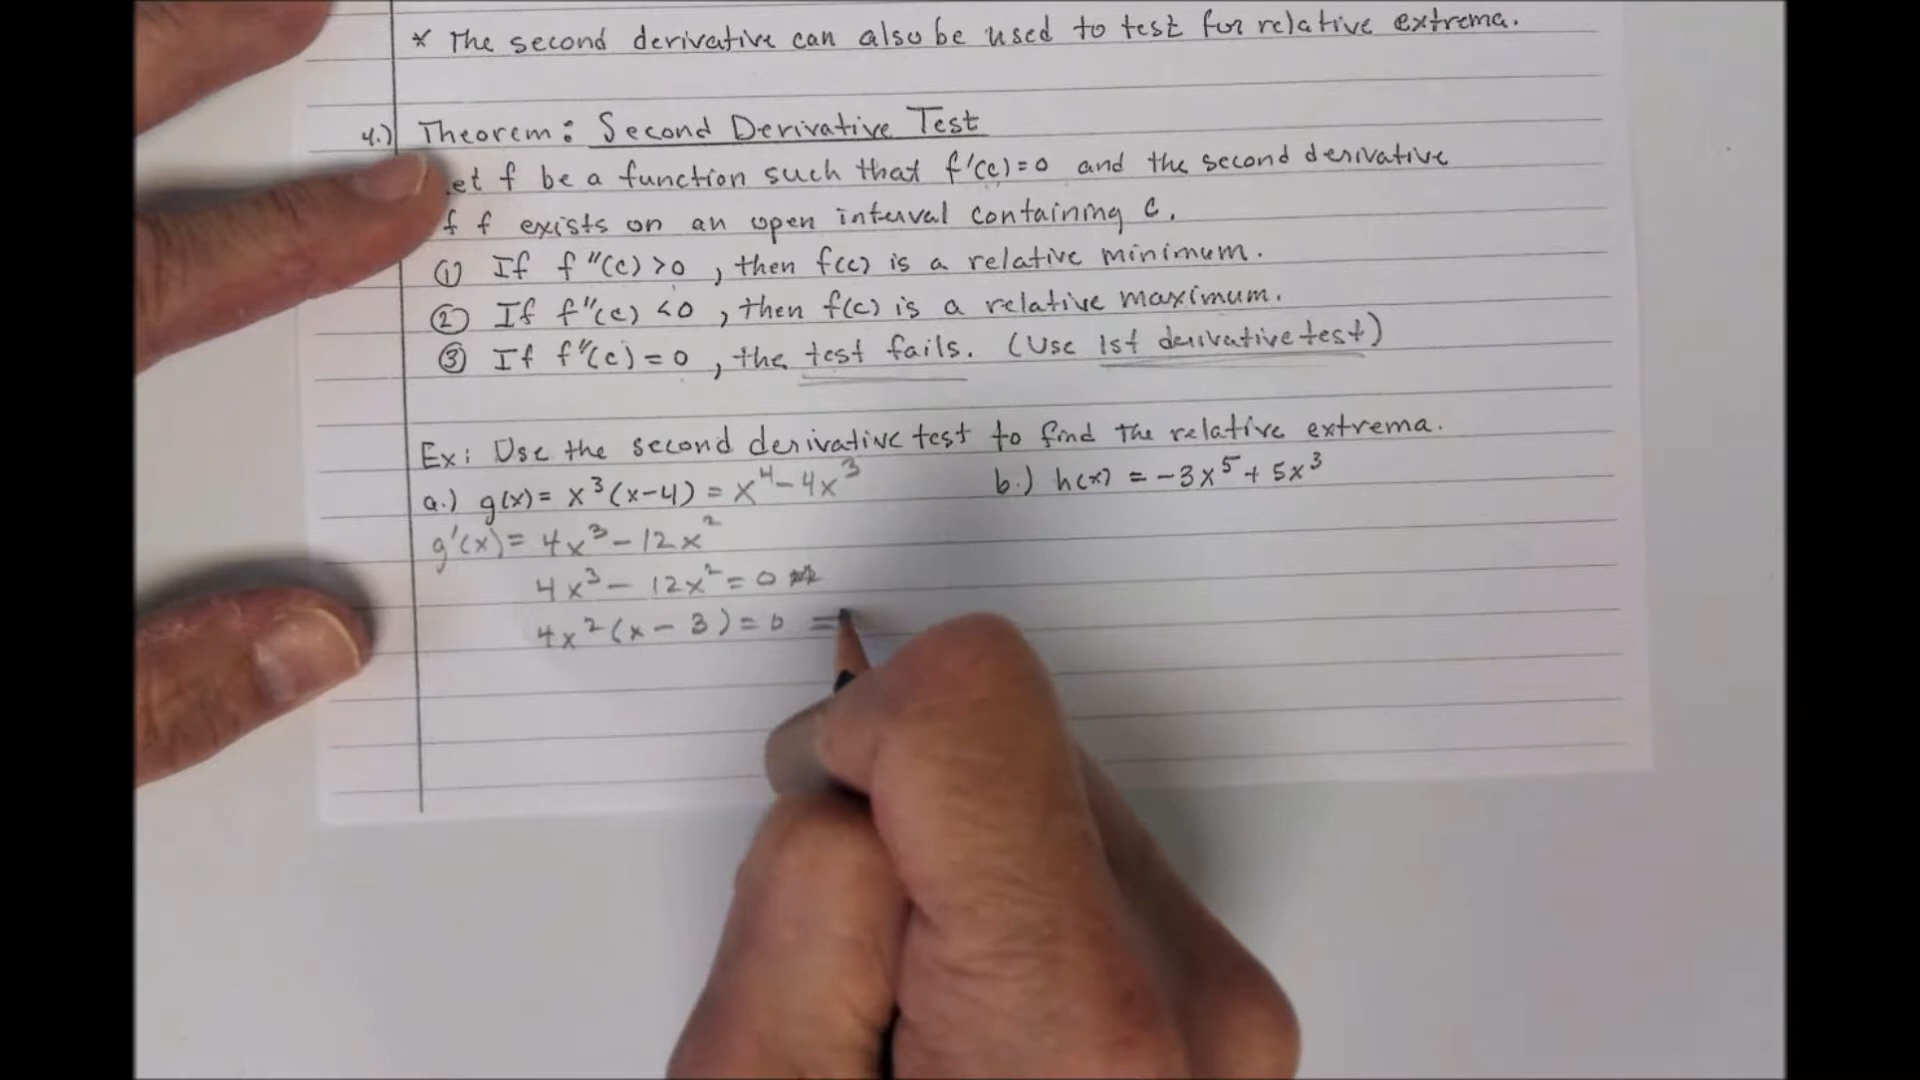 * The second derivative can also be used to test for relative extrema.
4.) Theorem: Second Derivative Test
et f be a function such that f'(c)=0 and the second derivative
f f exists on an open interval containing c.
① If f"(c) >0, then f(c) is a relative minimum.
② If f"(c) <0, then f(c) is a relative maximum.
③ If f"(c) = 0, the test fails. (Use 1st derivative test)
Ex: Use the second derivative test to find the relative extrema.
a.) g(x) = x³(x-4) = x⁴-4x³ b.) h(x) = -3x⁵ + 5x³
g'(x) = 4x³-12x²
4x³ - 12x² = 0
4x²(x - 3) = 0 =